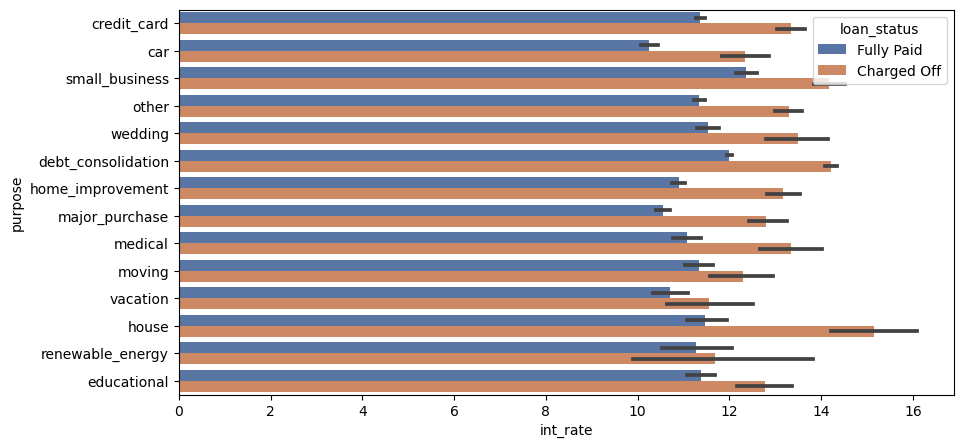 credit_card
car
small_business
other
wedding
debt_consolidation
home_improvement
major_purchase
medical
moving
vacation
house
renewable_energy
educational
purpose
loan_status
Fully Paid
Charged Off
0 2 4 6 8 10 12 14 16
int_rate